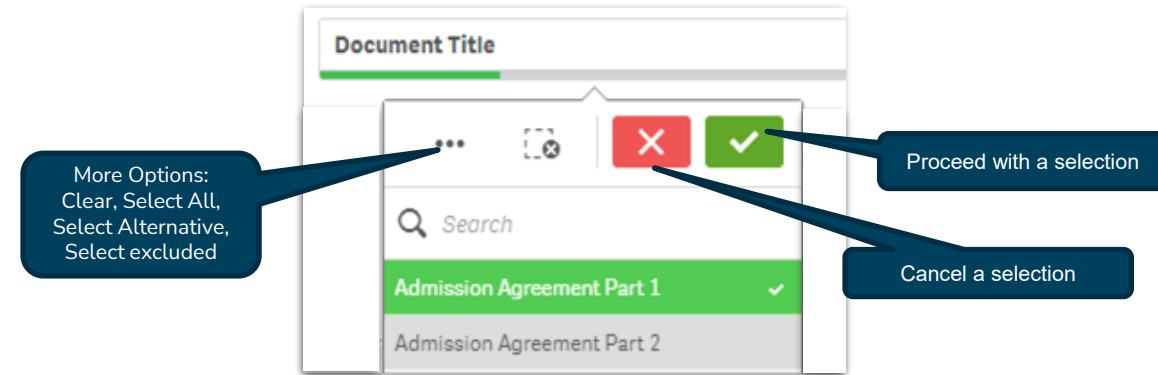 Document Title
More Options:
Clear, Select All,
Select Alternative,
Select excluded
Proceed with a selection
Search
Cancel a selection
Admission Agreement Part 1
Admission Agreement Part 2